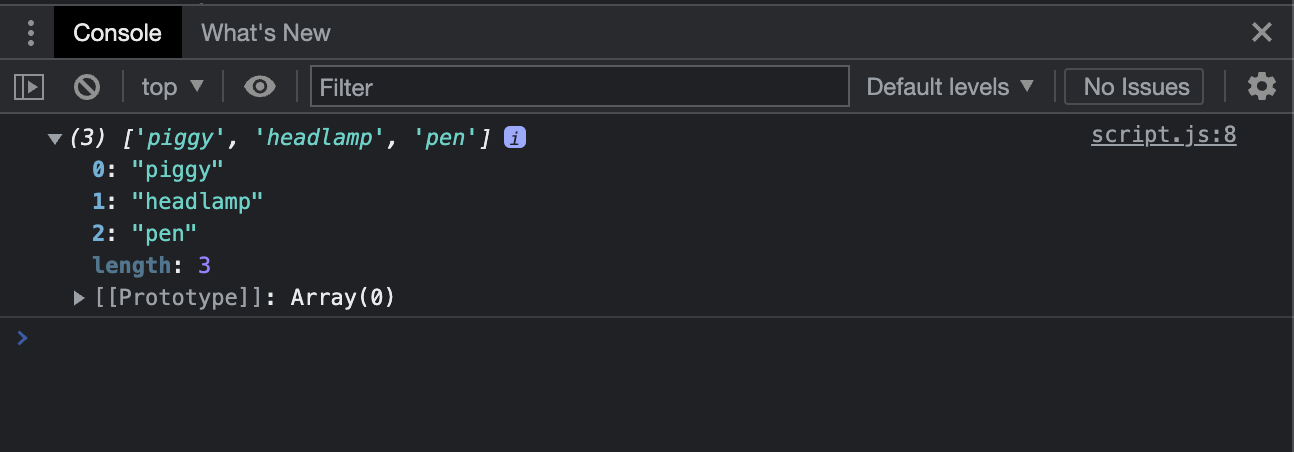 Console What's New
top Filter Default levels No Issues
(3) ['piggy', 'headlamp', 'pen'] i script.js:8
0: "piggy"
1: "headlamp"
2: "pen"
length: 3
[[Prototype]]: Array(0)